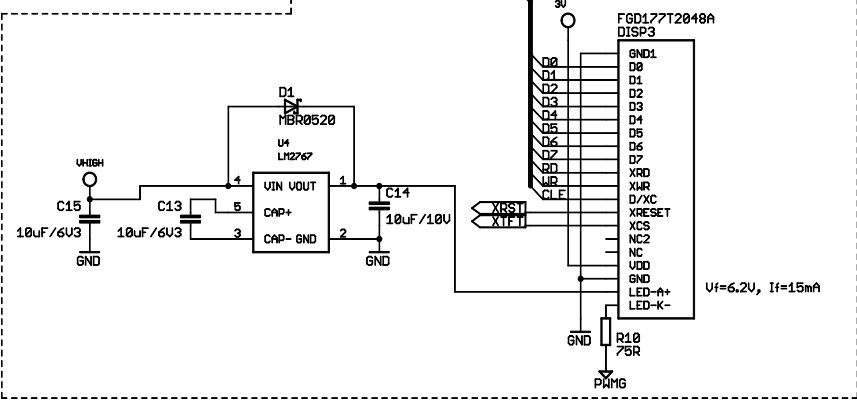 3V
FGD177T2048A
DISP3
GND1
D0 D0
D1 D1
D2 D2
D3 D3
D4 D4
D5 D5
D6 D6
D7 D7
RD XRD
WR XWR
CLE D/XC
XRST XRESET
XTFT XCS
NC2
NC
VDD
GND
LED-A+
LED-K-
Vf=6.2V, If=15mA
GND
R10
75R
PWMG
D1
MBR0520
U4
LM2767
VHIGH
4 VIN VOUT 1
5 CAP+
3 CAP- GND 2
C15
10uF/6V3
GND
C13
10uF/6V3
C14
10uF/10V
GND